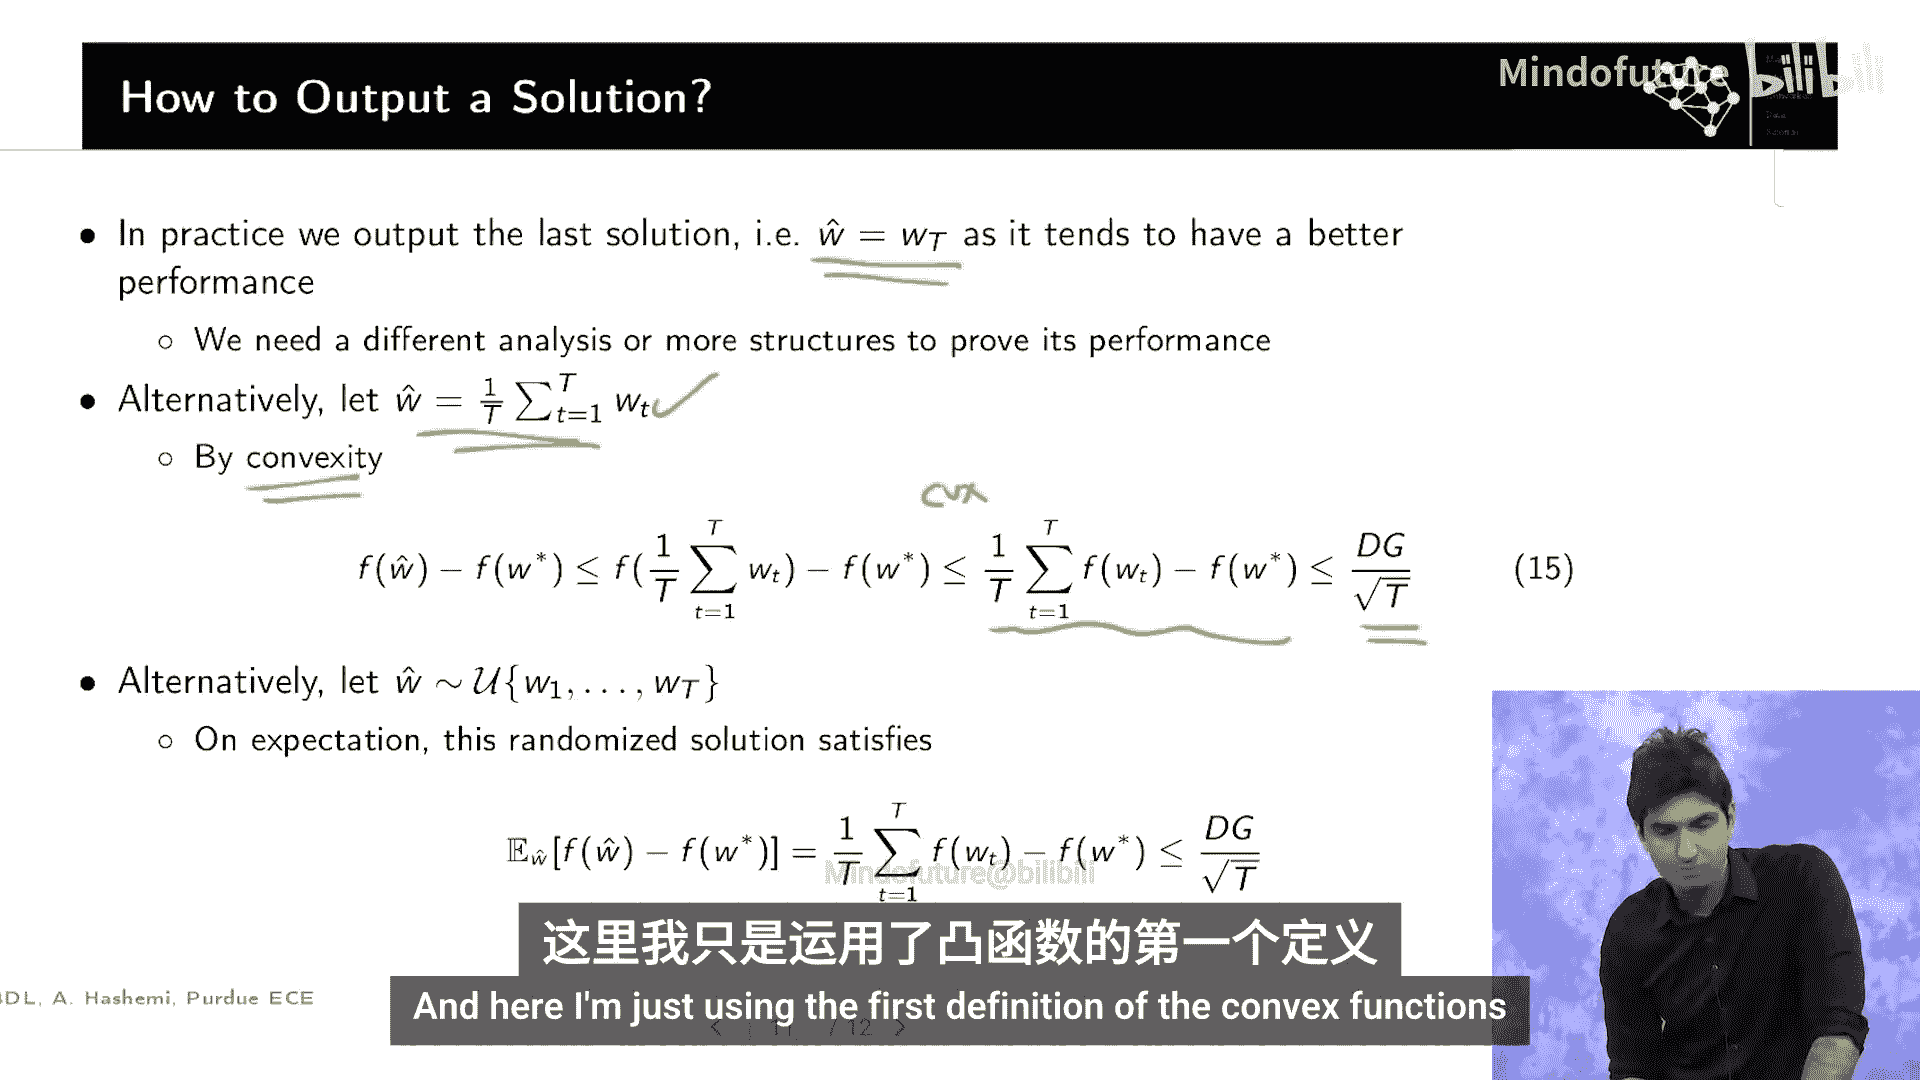 How to Output a Solution?
Mindofuture bilibili
• In practice we output the last solution, i.e. ŵ = w_T as it tends to have a better
performance
○ We need a different analysis or more structures to prove its performance
• Alternatively, let ŵ = 1/T ∑_{t=1}^{T} w_t ✓
○ By convexity
cvx
f(ŵ) − f(w*) ≤ f(1/T ∑_{t=1}^{T} w_t) − f(w*) ≤ 1/T ∑_{t=1}^{T} f(w_t) − f(w*) ≤ DG/√T (15)
• Alternatively, let ŵ ∼ 𝒰{w_1, . . . , w_T}
○ On expectation, this randomized solution satisfies
𝔼_ŵ[f(ŵ) − f(w*)] = 1/T ∑_{t=1}^{T} f(w_t) − f(w*) ≤ DG/√T
Mindofuture@bilibili
这里我只是运用了凸函数的第一个定义
DL, A. Hashemi, Purdue ECE
And here I'm just using the first definition of the convex functions
11 / 12